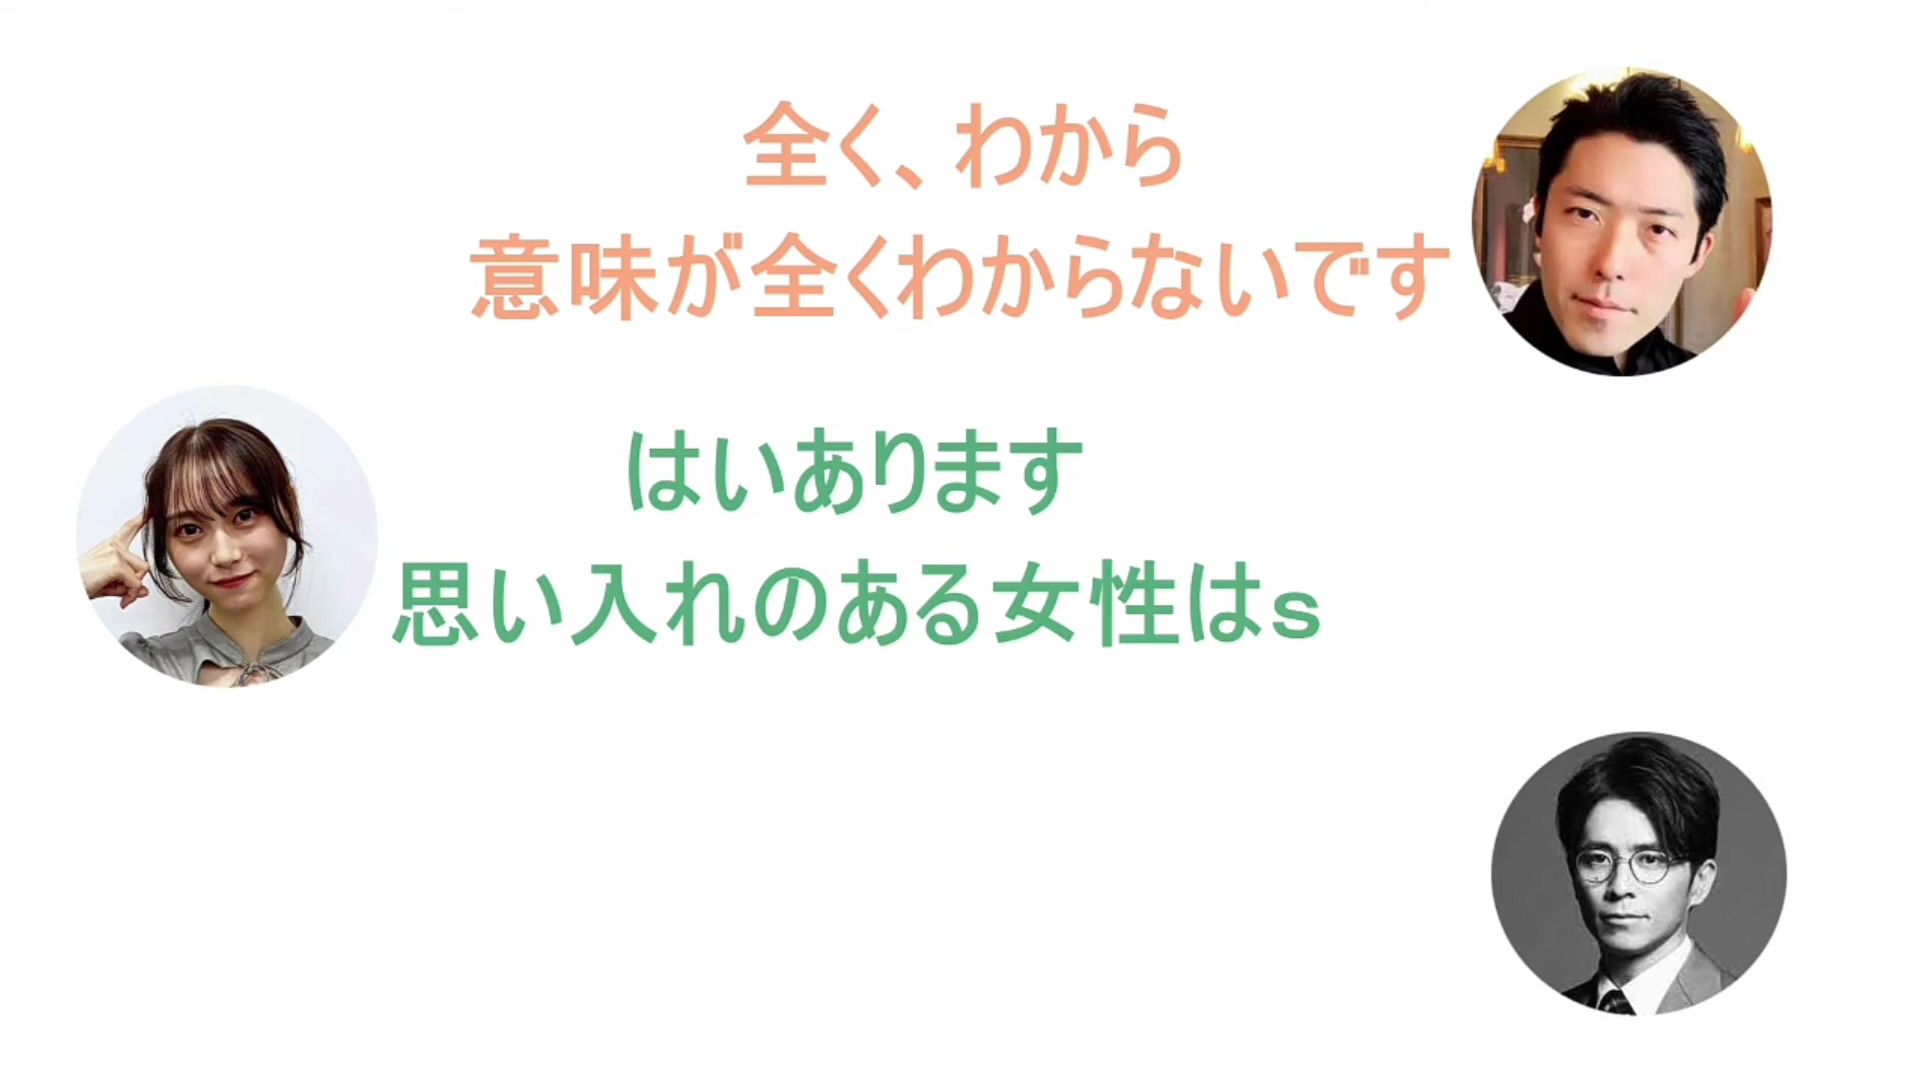 全く、わから
意味が全くわからないです
はいあります
思い入れのある女性はｓ